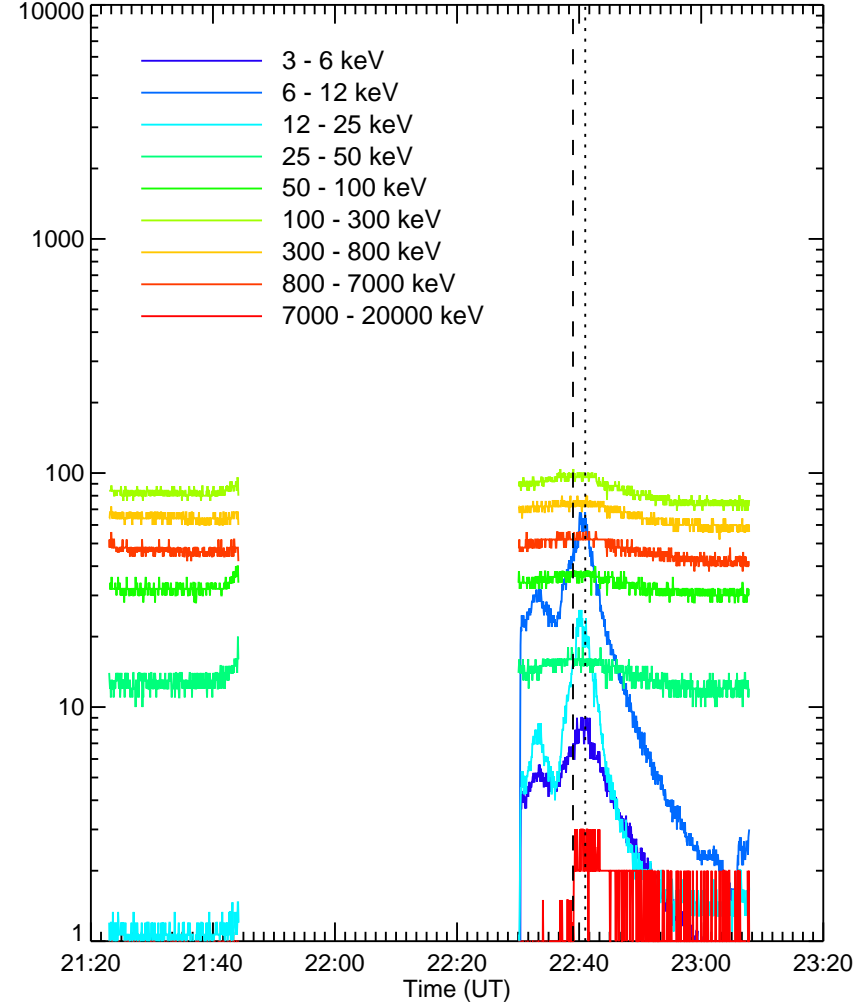 10000
3 - 6 keV
6 - 12 keV
12 - 25 keV
25 - 50 keV
50 - 100 keV
1000
100 - 300 keV
300 - 800 keV
800 - 7000 keV
7000 - 20000 keV
100
10
1
21:20 21:40 22:00 22:20 22:40 23:00 23:20
Time (UT)